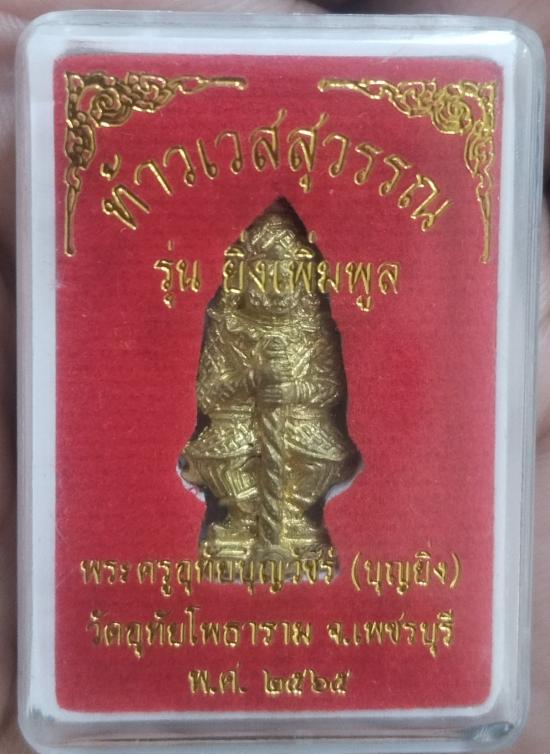 ท้าวเวสสุวรรณ
รุ่น ยิ่งเพิ่มพูล
พระครูอุทัยบุญวัชร์ (บุญยิ่ง)
วัดอุทัยโพธาราม จ.เพชรบุรี
พ.ศ. ๒๕๖๕